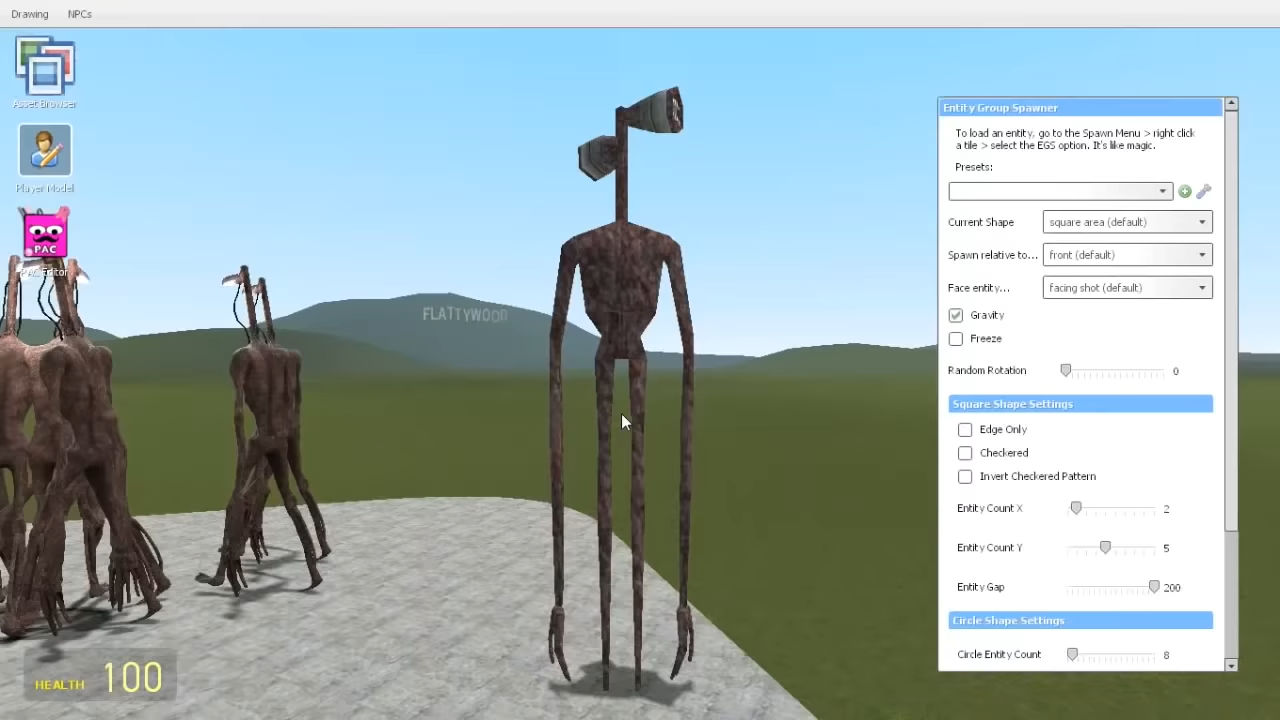 Drawing NPCs
Asset Browser
Player Model
PAC
PAC Editor
FLATTYWOOD
HEALTH 100
Entity Group Spawner
To load an entity, go to the Spawn Menu > right click
a tile > select the EGS option. It's like magic.
Presets:
Current Shape square area (default)
Spawn relative to... front (default)
Face entity... facing shot (default)
Gravity
Freeze
Random Rotation 0
Square Shape Settings
Edge Only
Checkered
Invert Checkered Pattern
Entity Count X 2
Entity Count Y 5
Entity Gap 200
Circle Shape Settings
Circle Entity Count 8